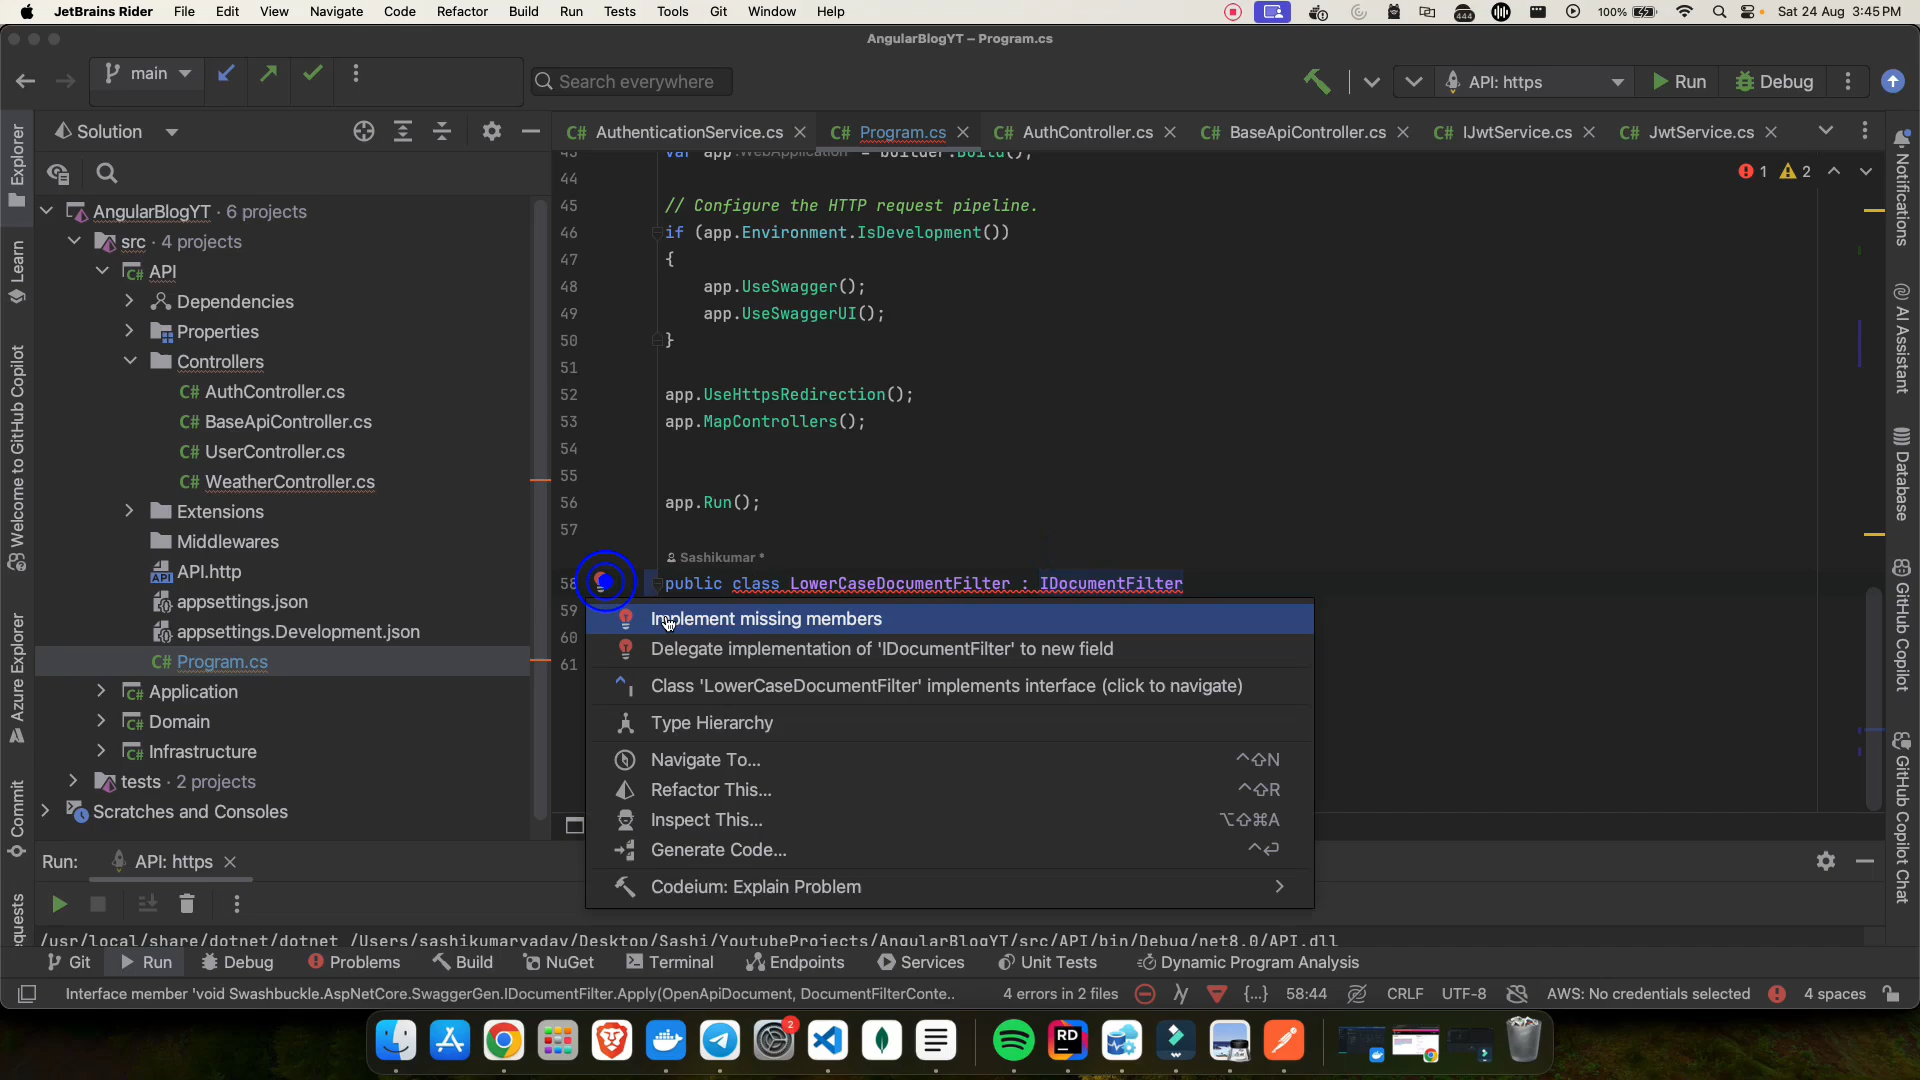 JetBrains Rider File Edit View Navigate Code Refactor Build Run Tests Tools Git Window Help 444 100% Sat 24 Aug 3:45 PM
AngularBlogYT – Program.cs
main Search everywhere API: https Run Debug
Solution
AuthenticationService.cs Program.cs AuthController.cs BaseApiController.cs IJwtService.cs JwtService.cs
43 var app :WebApplication = builder.Build();
44
45 // Configure the HTTP request pipeline.
46 if (app.Environment.IsDevelopment())
47 {
48 app.UseSwagger();
49 app.UseSwaggerUI();
50 }
51
52 app.UseHttpsRedirection();
53 app.MapControllers();
54
55
56 app.Run();
57
Sashikumar *
58 public class LowerCaseDocumentFilter : IDocumentFilter
59
60
61
1 2
AngularBlogYT · 6 projects
src · 4 projects
C# API
Dependencies
Properties
Controllers
C# AuthController.cs
C# BaseApiController.cs
C# UserController.cs
C# WeatherController.cs
Extensions
Middlewares
API.http
appsettings.json
appsettings.Development.json
C# Program.cs
C# Application
C# Domain
C# Infrastructure
tests · 2 projects
Scratches and Consoles
Implement missing members
Delegate implementation of 'IDocumentFilter' to new field
Class 'LowerCaseDocumentFilter' implements interface (click to navigate)
Type Hierarchy
Navigate To... ⌃⇧N
Refactor This... ⌃⇧R
Inspect This... ⌥⇧⌘A
Generate Code... ⌃⏎
Codeium: Explain Problem
Explorer
Learn
Welcome to GitHub Copilot
Azure Explorer
Commit
Notifications
AI Assistant
Database
GitHub Copilot
GitHub Copilot Chat
Run: API: https
/usr/local/share/dotnet/dotnet /Users/sashikumaryadav/Desktop/Sashi/YoutubeProjects/AngularBlogYT/src/API/bin/Debug/net8.0/API.dll
Git Run Debug Problems Build NuGet Terminal Endpoints Services Unit Tests Dynamic Program Analysis
Interface member 'void Swashbuckle.AspNetCore.SwaggerGen.IDocumentFilter.Apply(OpenApiDocument, DocumentFilterConte.. 4 errors in 2 files {...} 58:44 CRLF UTF-8 AWS: No credentials selected 4 spaces
2
RD